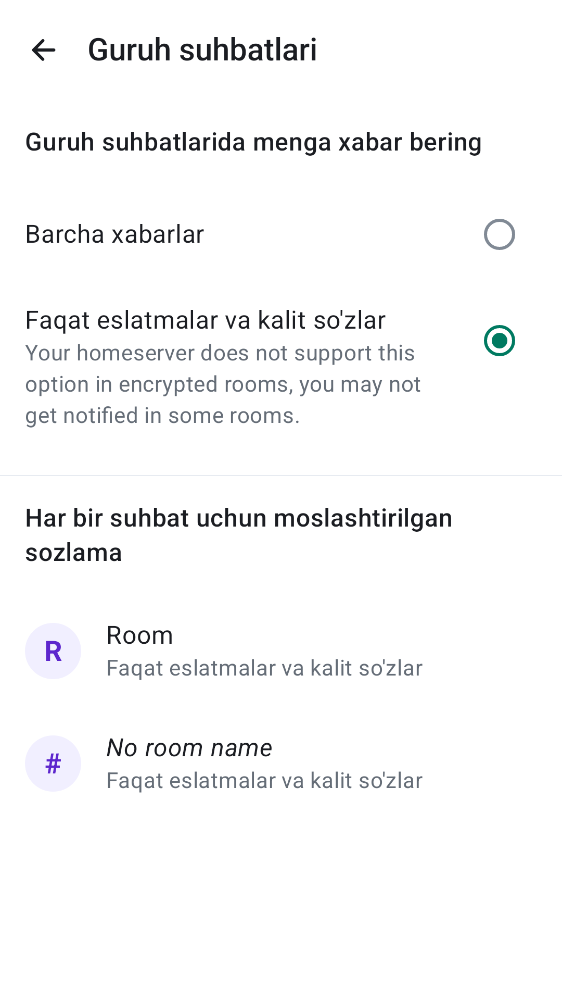 Guruh suhbatlari
Guruh suhbatlarida menga xabar bering
Barcha xabarlar
Faqat eslatmalar va kalit so'zlar
Your homeserver does not support this
option in encrypted rooms, you may not
get notified in some rooms.
Har bir suhbat uchun moslashtirilgan
sozlama
R
Room
Faqat eslatmalar va kalit so'zlar
#
No room name
Faqat eslatmalar va kalit so'zlar